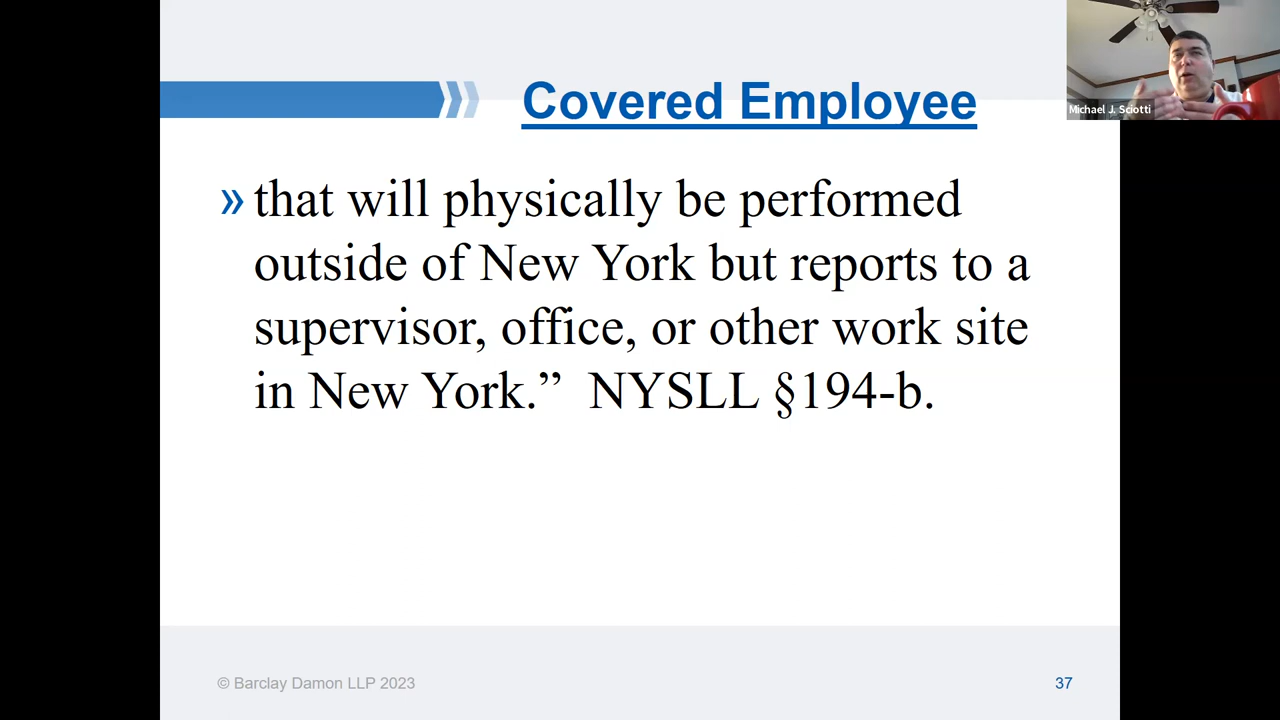 Covered Employee
Michael J. Sciotti
» that will physically be performed
outside of New York but reports to a
supervisor, office, or other work site
in New York.” NYSLL §194-b.
© Barclay Damon LLP 2023
37